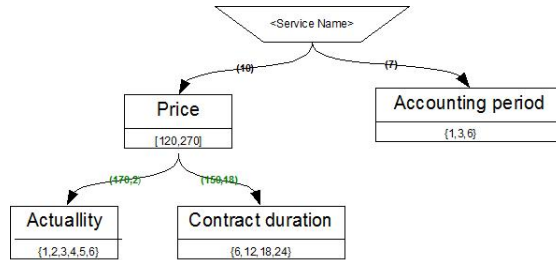 <Service Name>
(10)
(7)
Price
[120,270]
Accounting period
{1,3,6}
(170,2)
(150,18)
Actuallity
{1,2,3,4,5,6}
Contract duration
{6,12,18,24}